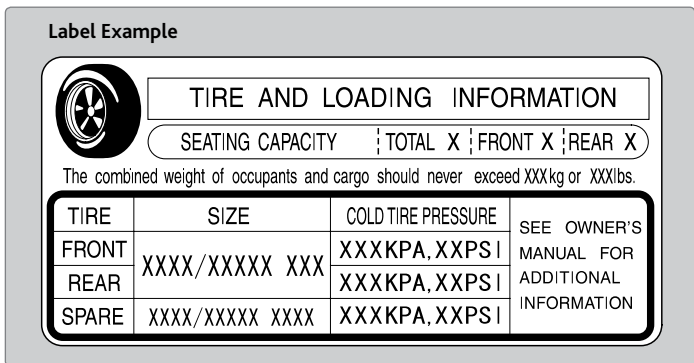 Label Example
TIRE AND LOADING INFORMATION
SEATING CAPACITY TOTAL X FRONT X REAR X
The combined weight of occupants and cargo should never exceed XXX kg or XXXlbs.
TIRE SIZE COLD TIRE PRESSURE
SEE OWNER'S
MANUAL FOR
ADDITIONAL
INFORMATION
FRONT XXXX/XXXXX XXX XXXKPA, XXPSI
REAR XXXKPA, XXPSI
SPARE XXXX/XXXXX XXXX XXXKPA, XXPSI